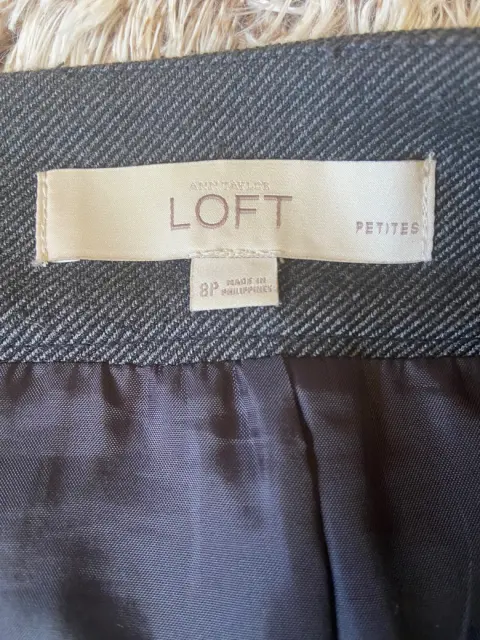 ANN TAYLOR
LOFT
PETITES
8P
MADE IN
PHILIPPINES